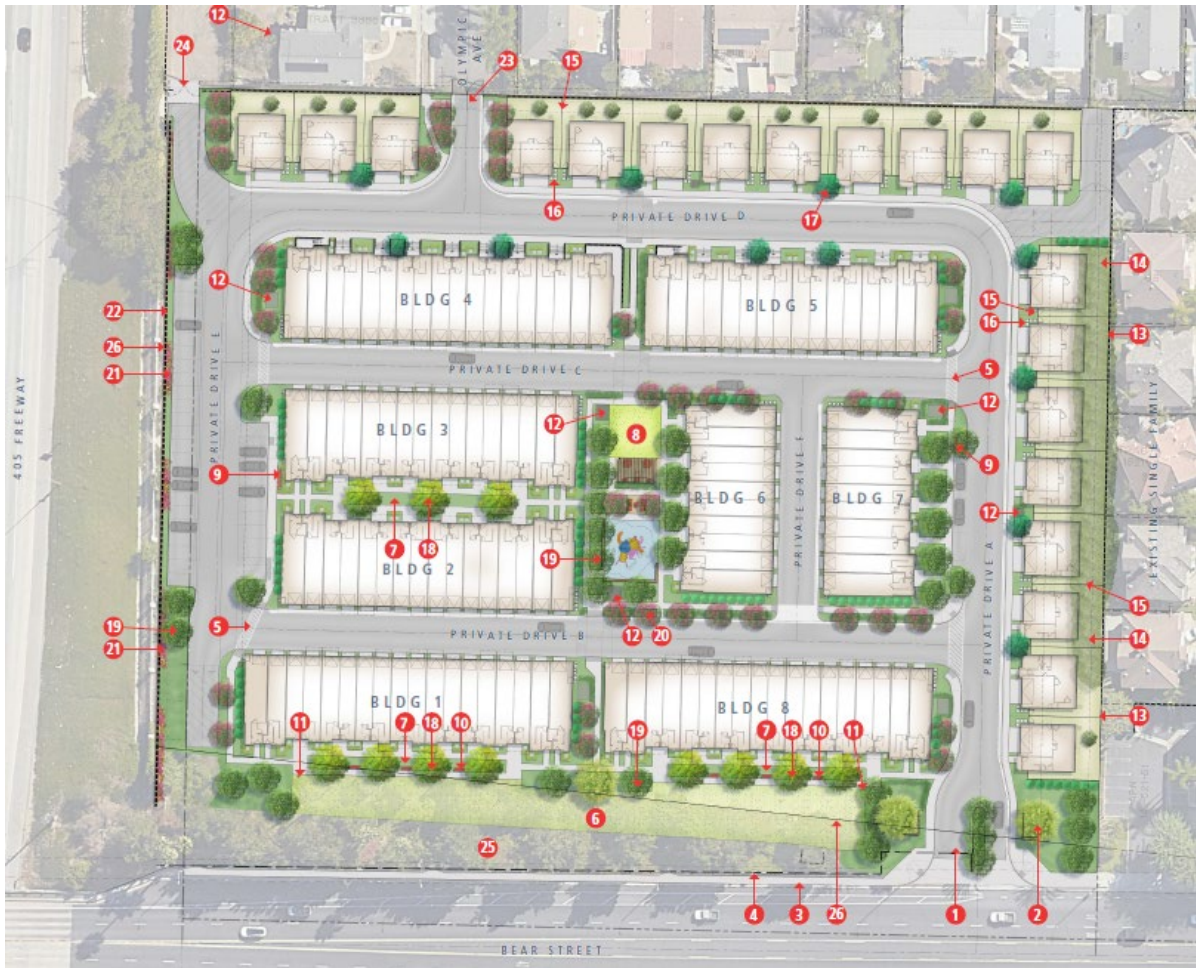 12
24
OLYMPIC
AVE
23
15
16
17
PRIVATE DRIVE D
14
12
BLDG 4
BLDG 5
15
16
13
22
26
21
PRIVATE DRIVE E
PRIVATE DRIVE C
5
405 FREEWAY
EXISTING SINGLE FAMILY
12
12
8
BLDG 3
9
9
BLDG 6
BLDG 7
PRIVATE DRIVE F
7
18
12
19
BLDG 2
15
14
19
5
21
12
20
PRIVATE DRIVE B
PRIVATE DRIVE A
BLDG 1
BLDG 8
13
11
7
18
10
19
7
18
10
11
6
25
4
3
26
1
2
BEAR STREET